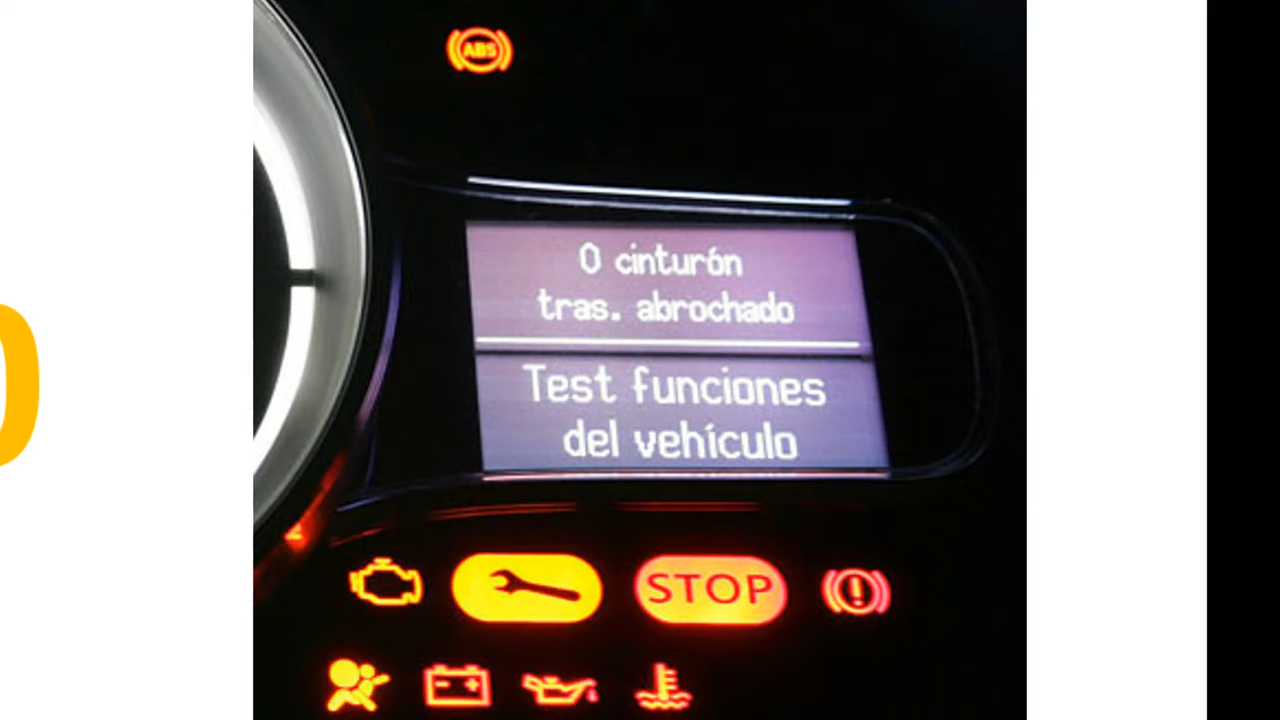 ABS
0 cinturón
tras. abrochado
Test funciones
del vehículo
STOP